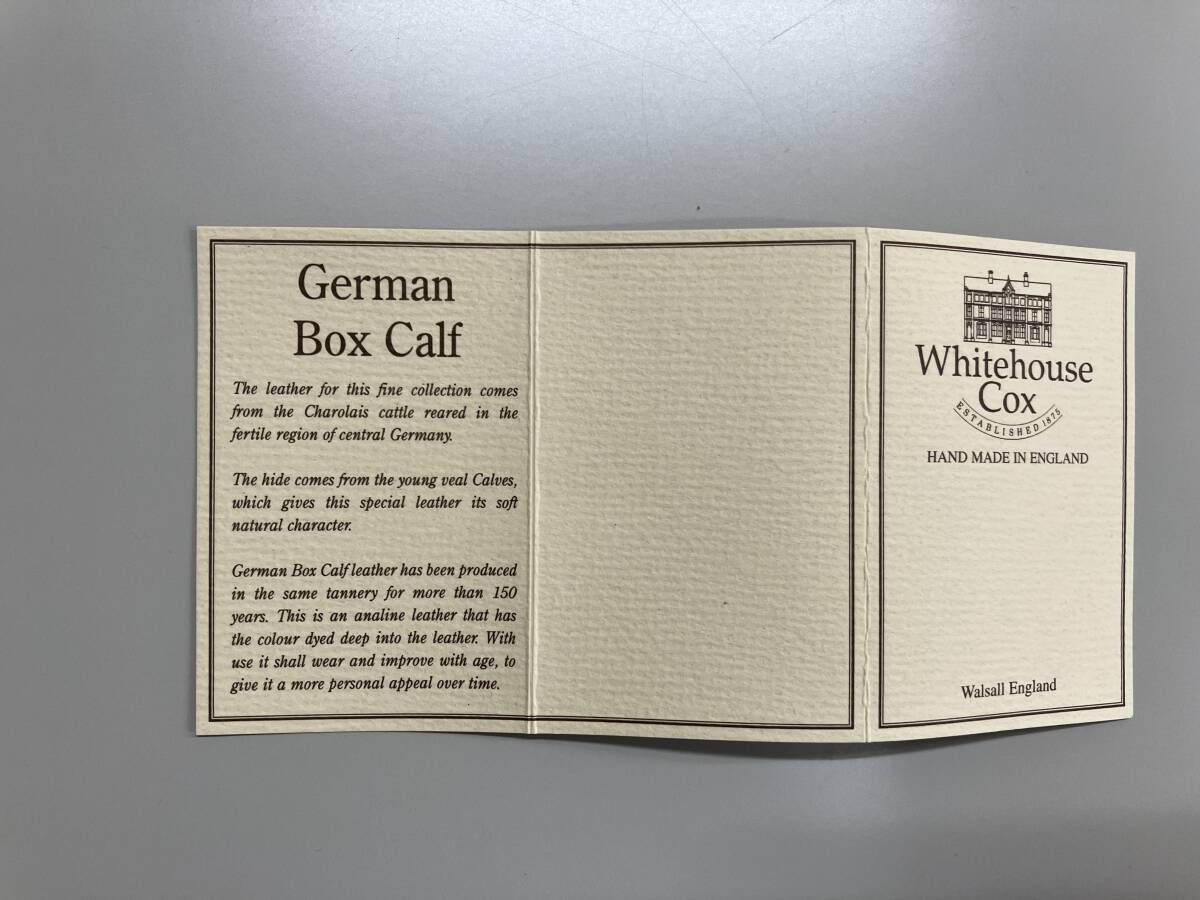 German
Box Calf
The leather for this fine collection comes
from the Charolais cattle reared in the
fertile region of central Germany.
The hide comes from the young veal Calves,
which gives this special leather its soft
natural character.
German Box Calf leather has been produced
in the same tannery for more than 150
years. This is an analine leather that has
the colour dyed deep into the leather. With
use it shall wear and improve with age, to
give it a more personal appeal over time.
Whitehouse
Cox
ESTABLISHED 1875
HAND MADE IN ENGLAND
Walsall England